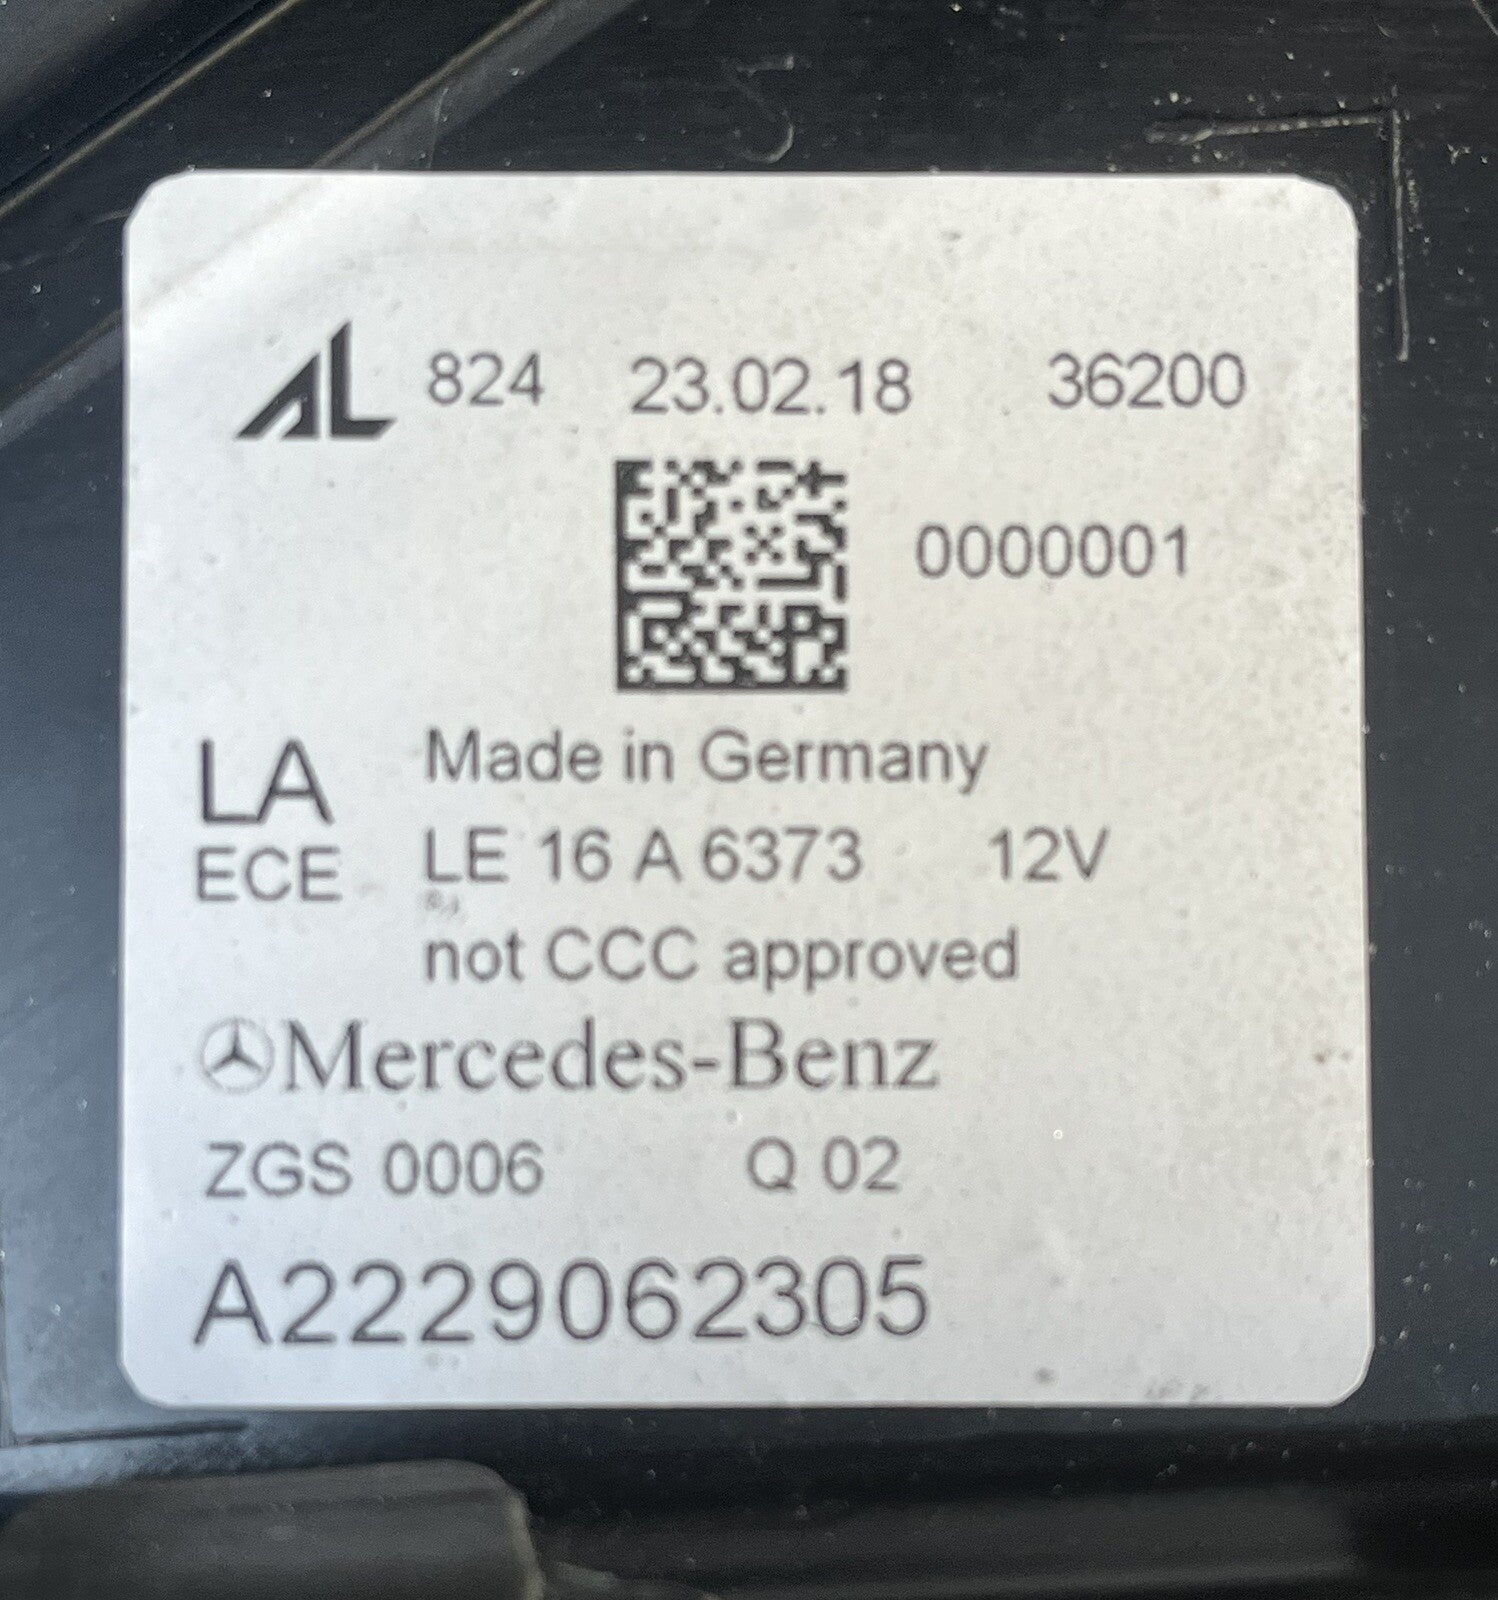 AL 824 23.02.18 36200
0000001
LA Made in Germany
ECE LE 16 A 6373 12V
not CCC approved
Mercedes-Benz
ZGS 0006 Q 02
A2229062305